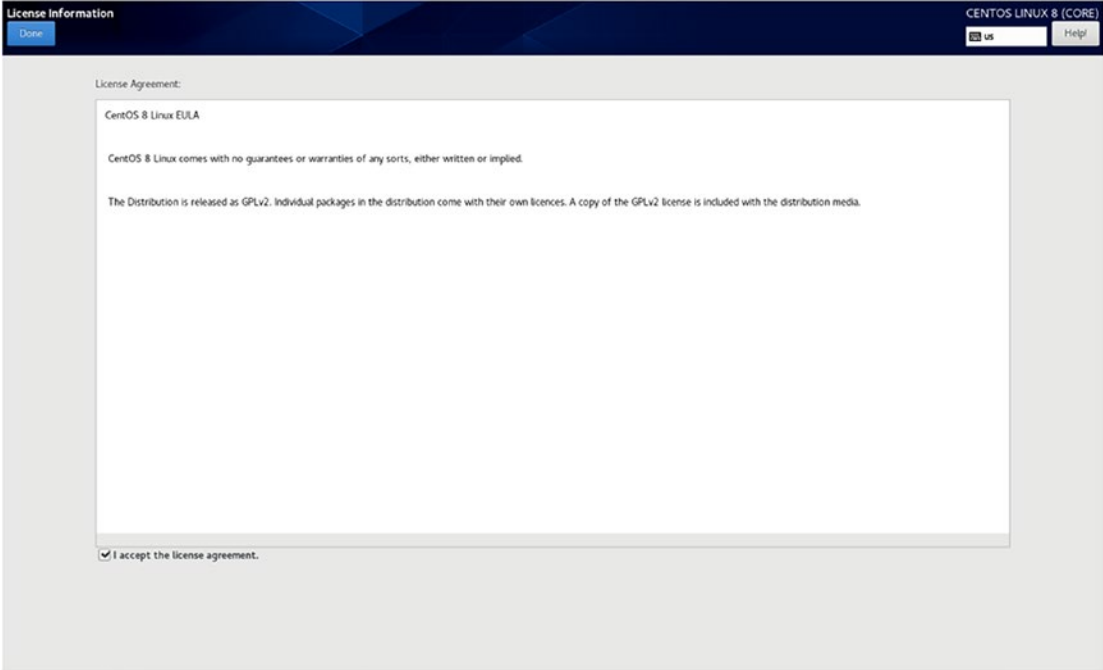 License Information
CENTOS LINUX 8 (CORE)
Done
us
Help!
License Agreement:
CentOS 8 Linux EULA
CentOS 8 Linux comes with no guarantees or warranties of any sorts, either written or implied.
The Distribution is released as GPLv2. Individual packages in the distribution come with their own licences. A copy of the GPLv2 license is included with the distribution media.
I accept the license agreement.